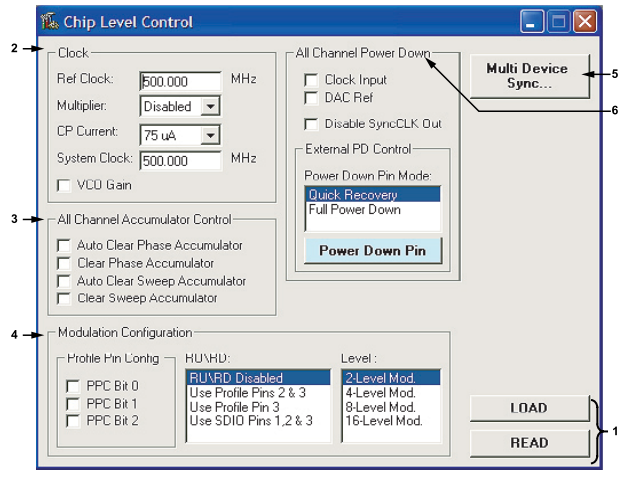 Chip Level Control
2
Clock
Ref Clock: 500.000 MHz
Multiplier: Disabled
CP Current: 75 uA
System Clock: 500.000 MHz
VCO Gain
3
All Channel Accumulator Control
Auto Clear Phase Accumulator
Clear Phase Accumulator
Auto Clear Sweep Accumulator
Clear Sweep Accumulator
All Channel Power Down
Clock Input
DAC Ref
Disable SyncCLK Out
External PD Control
Power Down Pin Mode:
Quick Recovery
Full Power Down
Power Down Pin
Multi Device
Sync...
5
6
4
Modulation Configuration
Profile Pin Config
PPC Bit 0
PPC Bit 1
PPC Bit 2
RU\RD:
RU\RD Disabled
Use Profile Pins 2 & 3
Use Profile Pin 3
Use SDIO Pins 1,2 & 3
Level :
2-Level Mod.
4-Level Mod.
8-Level Mod.
16-Level Mod.
LOAD
READ
1